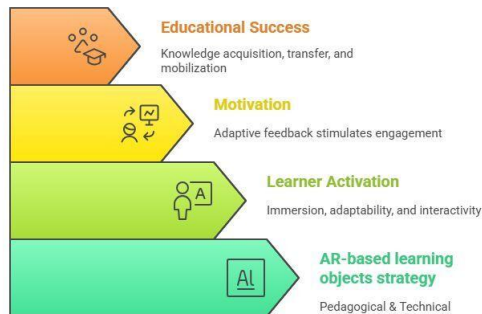 Educational Success
Knowledge acquisition, transfer, and
mobilization
Motivation
Adaptive feedback stimulates engagement
A
Learner Activation
Immersion, adaptability, and interactivity
AI
AR-based learning
objects strategy
Pedagogical & Technical